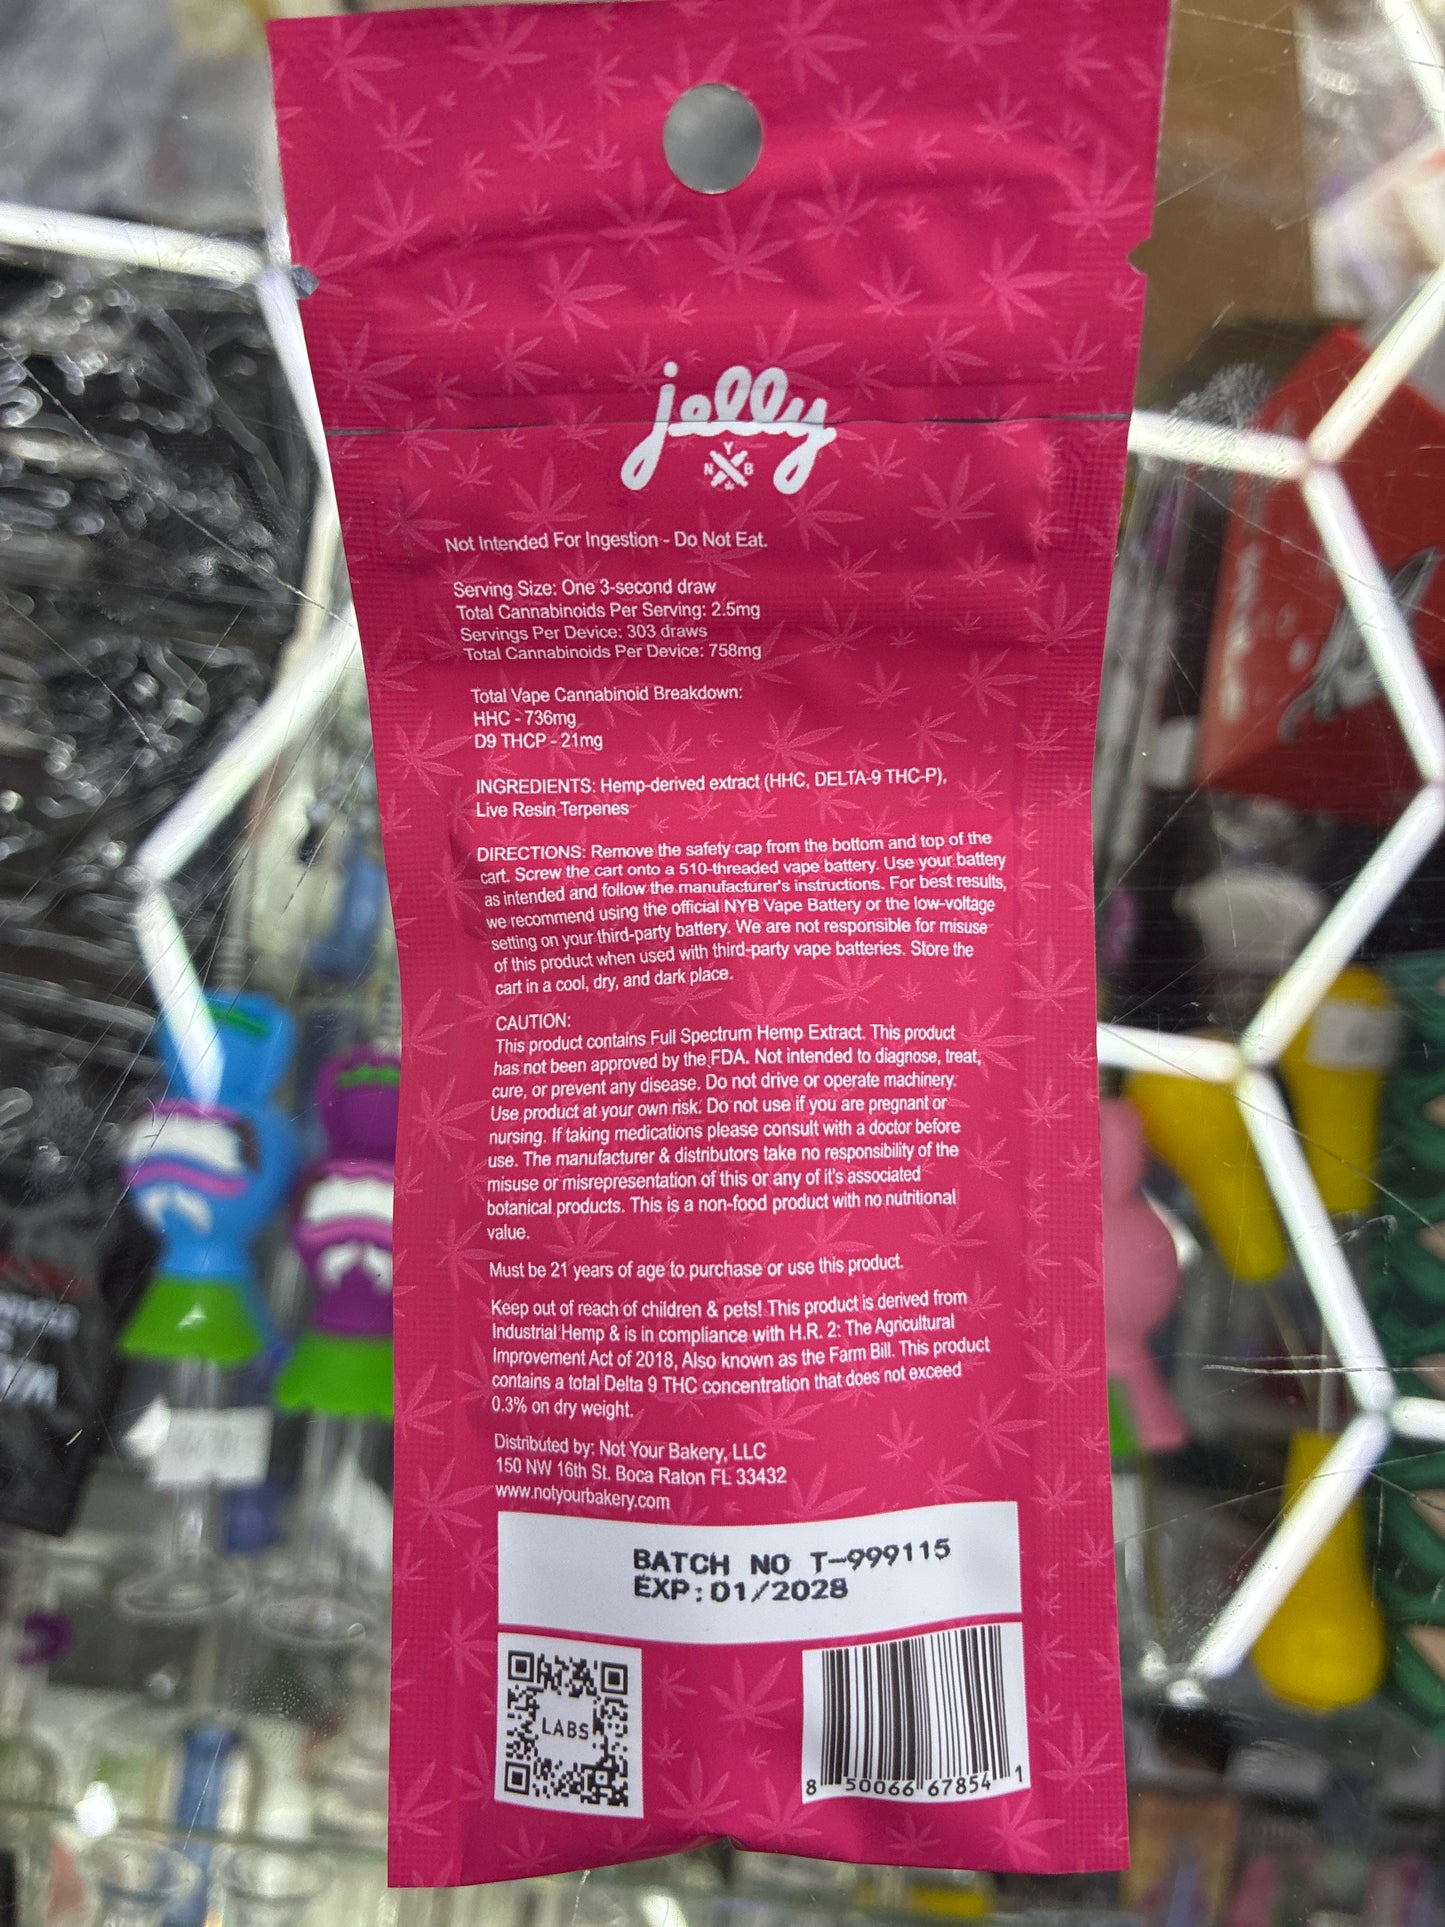 jelly
Y
N B
Not Intended For Ingestion - Do Not Eat.
Serving Size: One 3-second draw
Total Cannabinoids Per Serving: 2.5mg
Servings Per Device: 303 draws
Total Cannabinoids Per Device: 758mg
Total Vape Cannabinoid Breakdown:
HHC - 736mg
D9 THCP - 21mg
INGREDIENTS: Hemp-derived extract (HHC, DELTA-9 THC-P),
Live Resin Terpenes
DIRECTIONS: Remove the safety cap from the bottom and top of the
cart. Screw the cart onto a 510-threaded vape battery. Use your battery
as intended and follow the manufacturer's instructions. For best results,
we recommend using the official NYB Vape Battery or the low-voltage
setting on your third-party battery. We are not responsible for misuse
of this product when used with third-party vape batteries. Store the
cart in a cool, dry, and dark place.
CAUTION:
This product contains Full Spectrum Hemp Extract. This product
has not been approved by the FDA. Not intended to diagnose, treat,
cure, or prevent any disease. Do not drive or operate machinery.
Use product at your own risk. Do not use if you are pregnant or
nursing. If taking medications please consult with a doctor before
use. The manufacturer & distributors take no responsibility of the
misuse or misrepresentation of this or any of it's associated
botanical products. This is a non-food product with no nutritional
value.
Must be 21 years of age to purchase or use this product.
Keep out of reach of children & pets! This product is derived from
Industrial Hemp & is in compliance with H.R. 2: The Agricultural
Improvement Act of 2018, Also known as the Farm Bill. This product
contains a total Delta 9 THC concentration that does not exceed
0.3% on dry weight.
Distributed by: Not Your Bakery, LLC
150 NW 16th St. Boca Raton FL 33432
www.notyourbakery.com
BATCH NO T-999115
EXP:01/2028
LABS
8 50066 67854 1